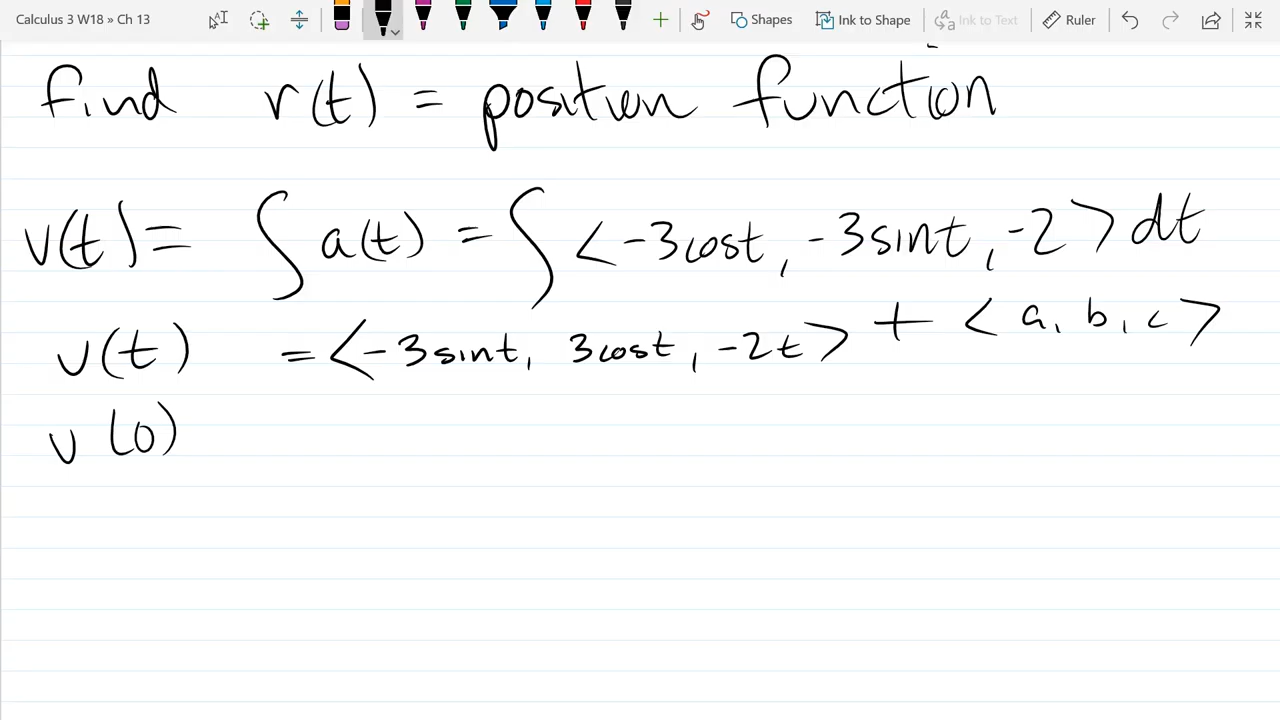 Calculus 3 W18 » Ch 13
Shapes Ink to Shape Ink to Text Ruler
find r(t) = position function
v(t) = ∫ a(t) = ∫ < -3cost, -3sint, -2 > dt
v(t) = < -3sint, 3cost, -2t > + < a, b, c >
v(0)